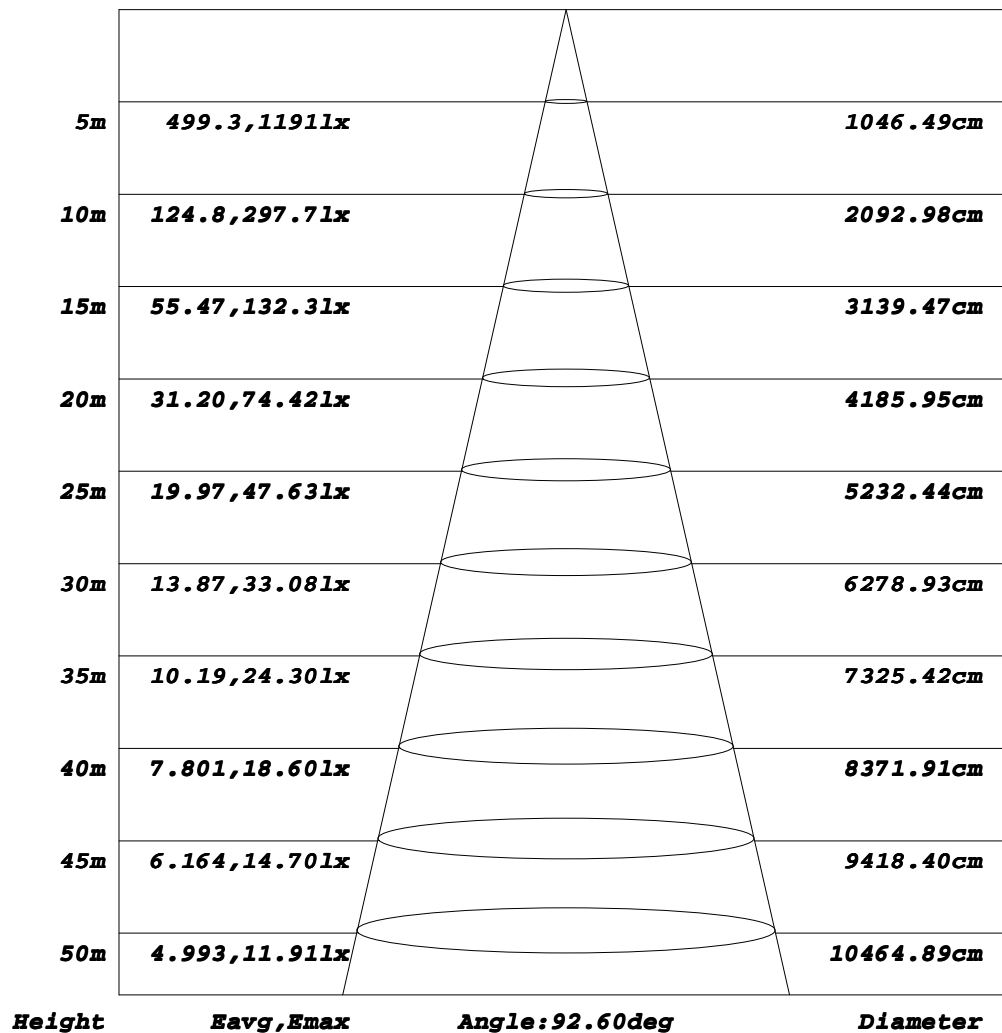 5m 499.3,1191lx 1046.49cm
10m 124.8,297.7lx 2092.98cm
15m 55.47,132.3lx 3139.47cm
20m 31.20,74.42lx 4185.95cm
25m 19.97,47.63lx 5232.44cm
30m 13.87,33.08lx 6278.93cm
35m 10.19,24.30lx 7325.42cm
40m 7.801,18.60lx 8371.91cm
45m 6.164,14.70lx 9418.40cm
50m 4.993,11.91lx 10464.89cm
Height Eavg,Emax Angle:92.60deg Diameter